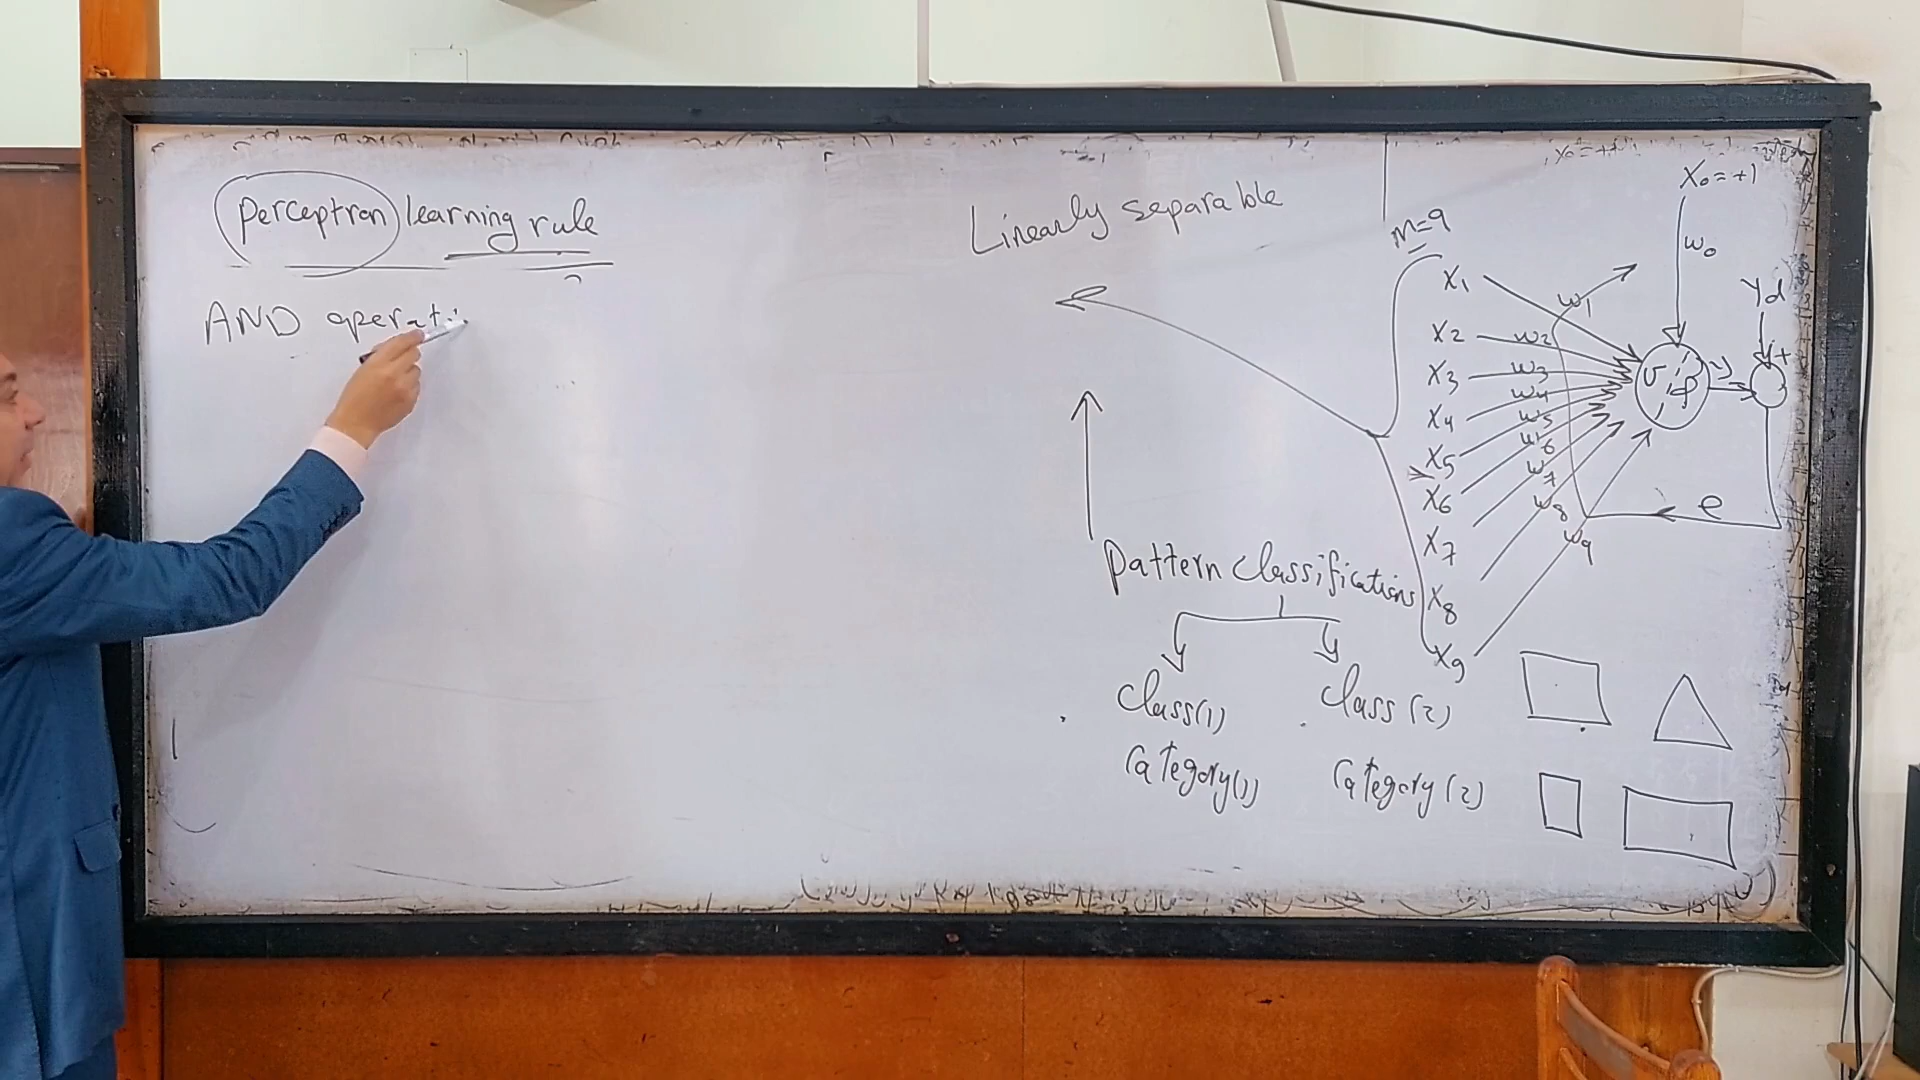 perceptron learning rule
AND operati
Linearly separable
m=9
X0=+1
w0
yd
X1
X2
X3
X4
X5
X6
X7
X8
X9
w1
w2
w3
w4
w5
w6
w7
w8
w9
v φ
y
+
e
pattern classifications
class(1)
class(2)
category(1)
category(2)